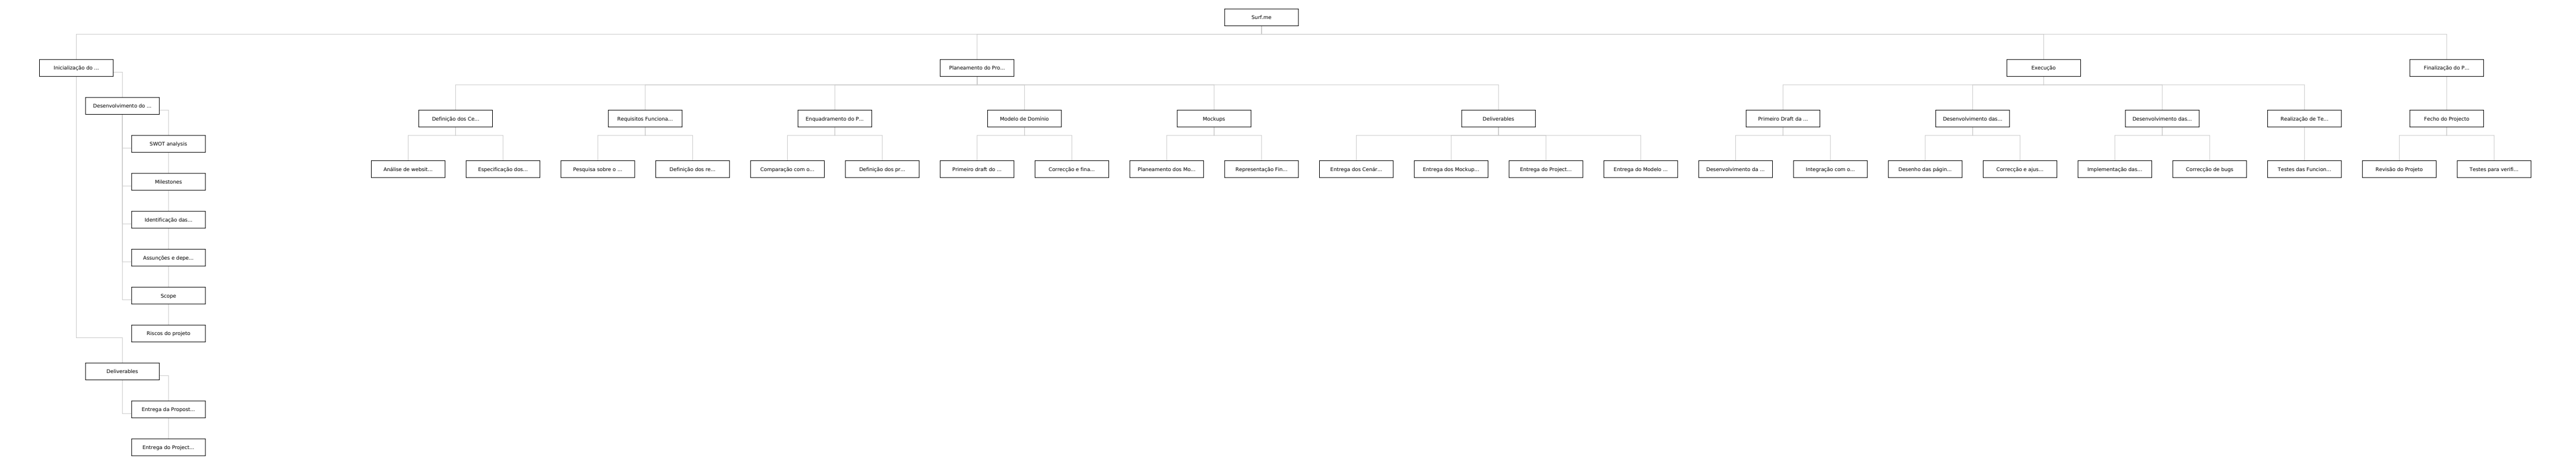 Surf.me
Inicialização do ...
Planeamento do Pro...
Execução
Finalização do P...
Desenvolvimento do ...
SWOT analysis
Milestones
Identificação das...
Assunções e depe...
Scope
Riscos do projeto
Deliverables
Entrega da Propost...
Entrega do Project...
Definição dos Ce...
Requisitos Funciona...
Enquadramento do P...
Modelo de Domínio
Mockups
Deliverables
Primeiro Draft da ...
Desenvolvimento das...
Desenvolvimento das...
Realização de Te...
Fecho do Projecto
Análise de websit...
Especificação dos...
Pesquisa sobre o ...
Definição dos re...
Comparação com o...
Definição dos pr...
Primeiro draft do ...
Correcção e fina...
Planeamento dos Mo...
Representação Fin...
Entrega dos Cenár...
Entrega dos Mockup...
Entrega do Project...
Entrega do Modelo ...
Desenvolvimento da ...
Integração com o...
Desenho das págin...
Correcção e ajus...
Implementação das...
Correcção de bugs
Testes das Funcion...
Revisão do Projeto
Testes para verifi...